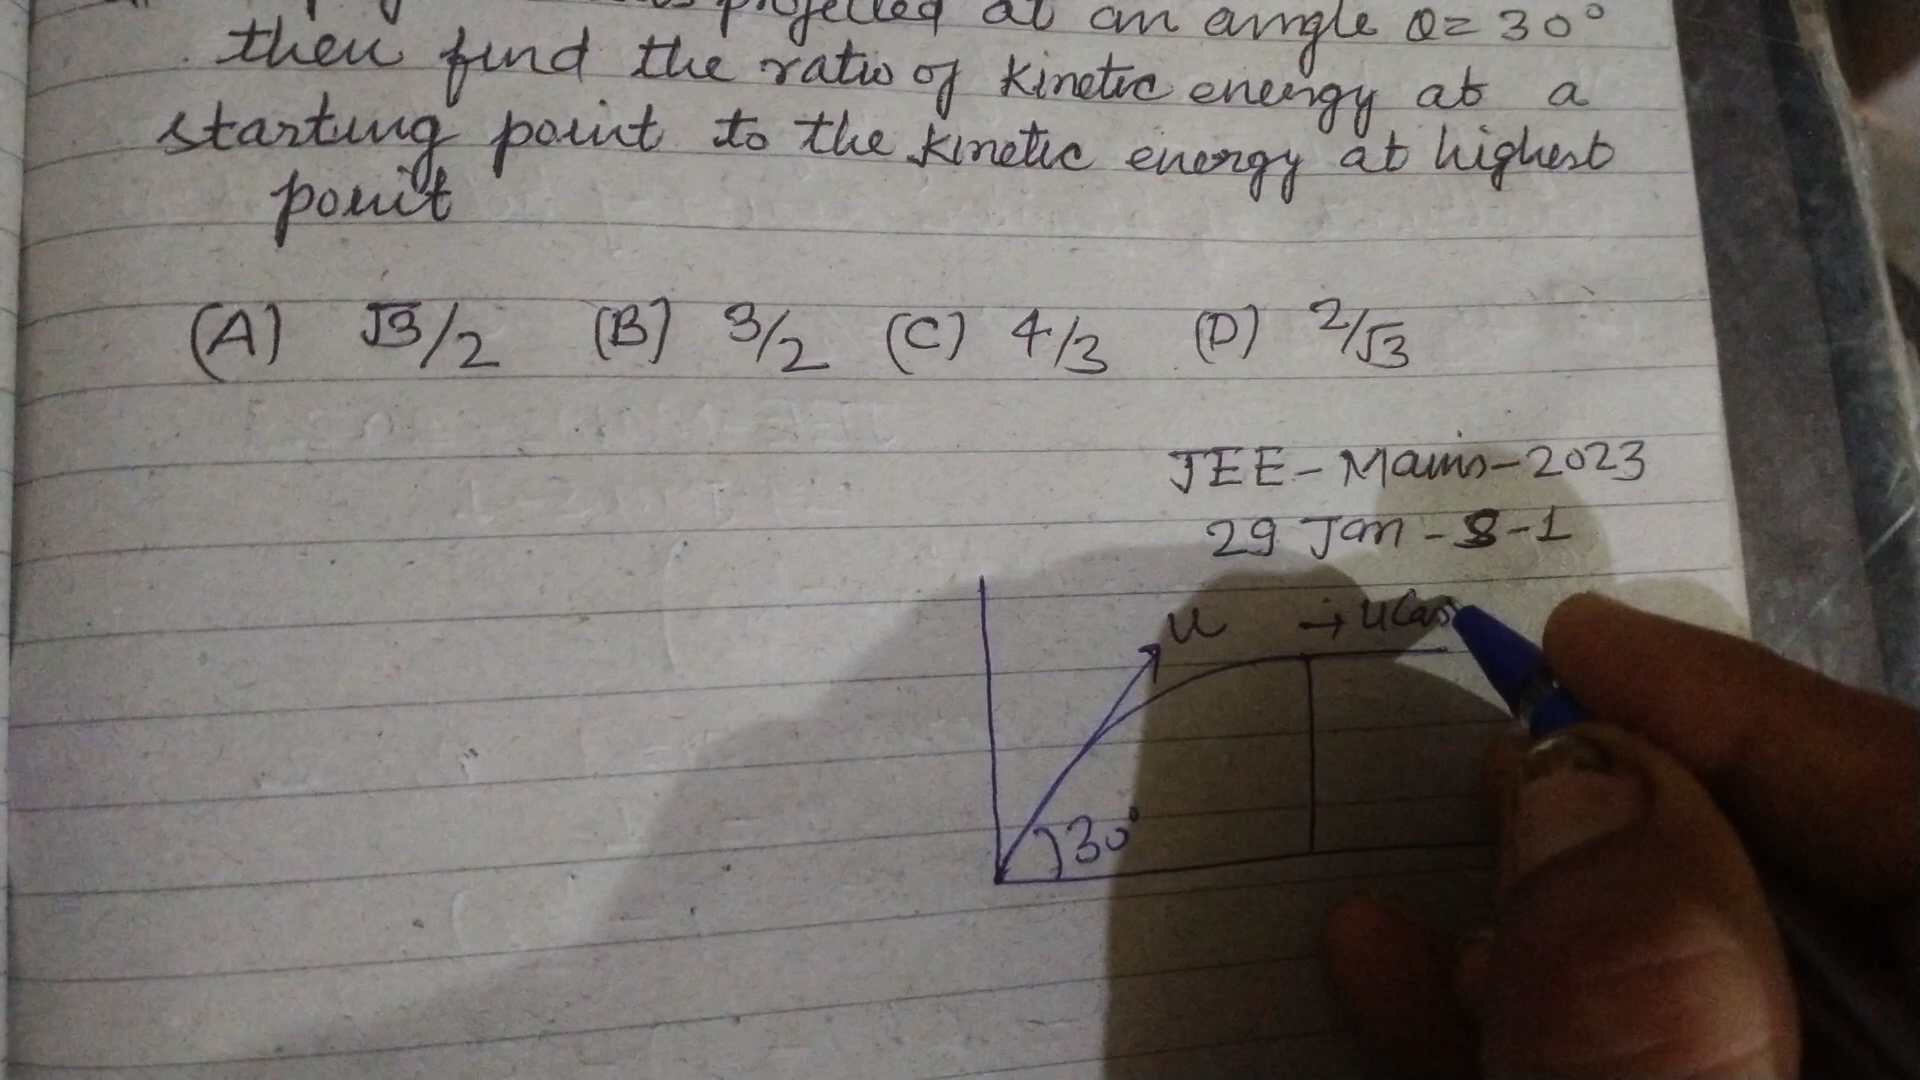 projected at an angle θ= 30°
then find the ratio of kinetic energy at a
starting point to the kinetic energy at highest
point
(A) √3/2 (B) 3/2 (C) 4/3 (D) 2/√3
JEE-Mains-2023
29 Jan - S-1
u → uCos
30°